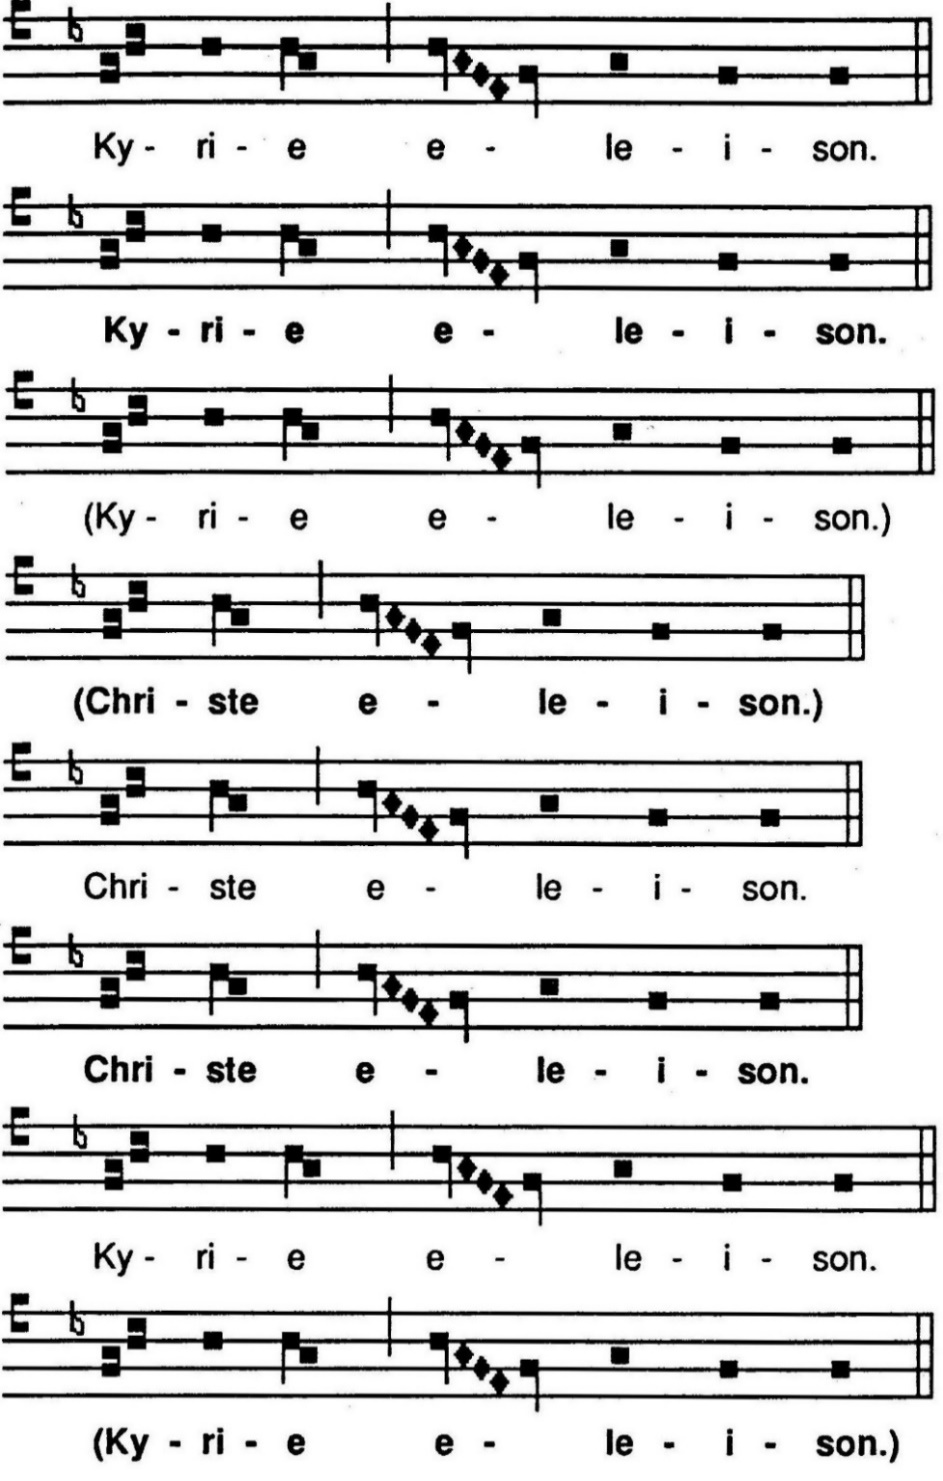 Ky - ri - e e - le - i - son.
Ky - ri - e e - le - i - son.
(Ky - ri - e e - le - i - son.)
(Chri - ste e - le - i - son.)
Chri - ste e - le - i - son.
Chri - ste e - le - i - son.
Ky - ri - e e - le - i - son.
(Ky - ri - e e - le - i - son.)